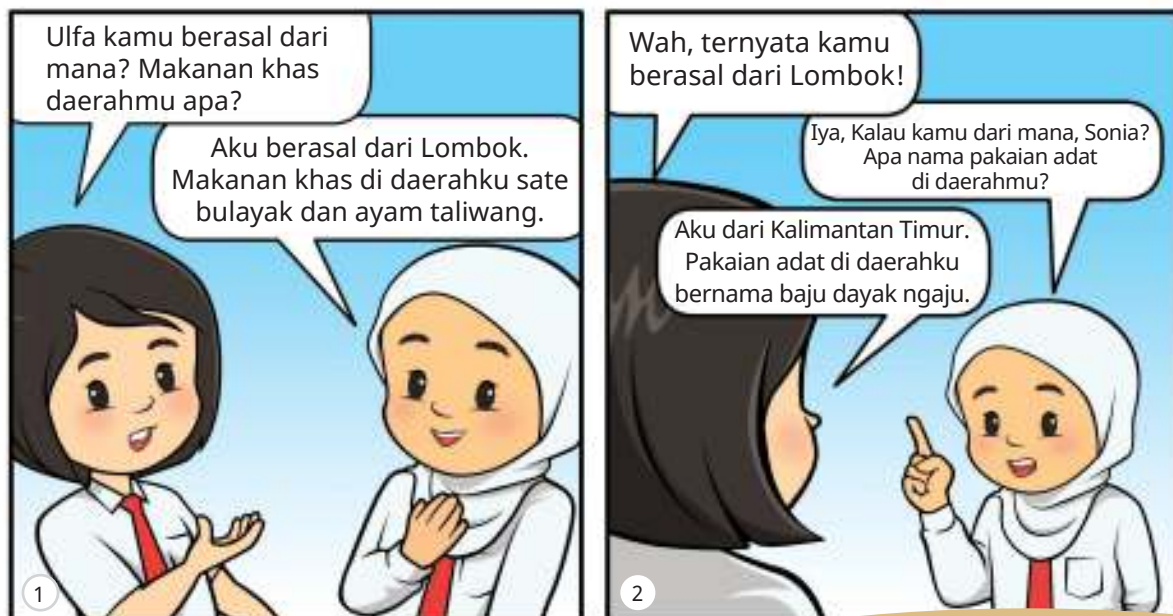 Ulfa kamu berasal dari
mana? Makanan khas
daerahmu apa?
Aku berasal dari Lombok.
Makanan khas di daerahku sate
bulayak dan ayam taliwang.
1
Wah, ternyata kamu
berasal dari Lombok!
Iya, Kalau kamu dari mana, Sonia?
Apa nama pakaian adat
di daerahmu?
Aku dari Kalimantan Timur.
Pakaian adat di daerahku
bernama baju dayak ngaju.
2